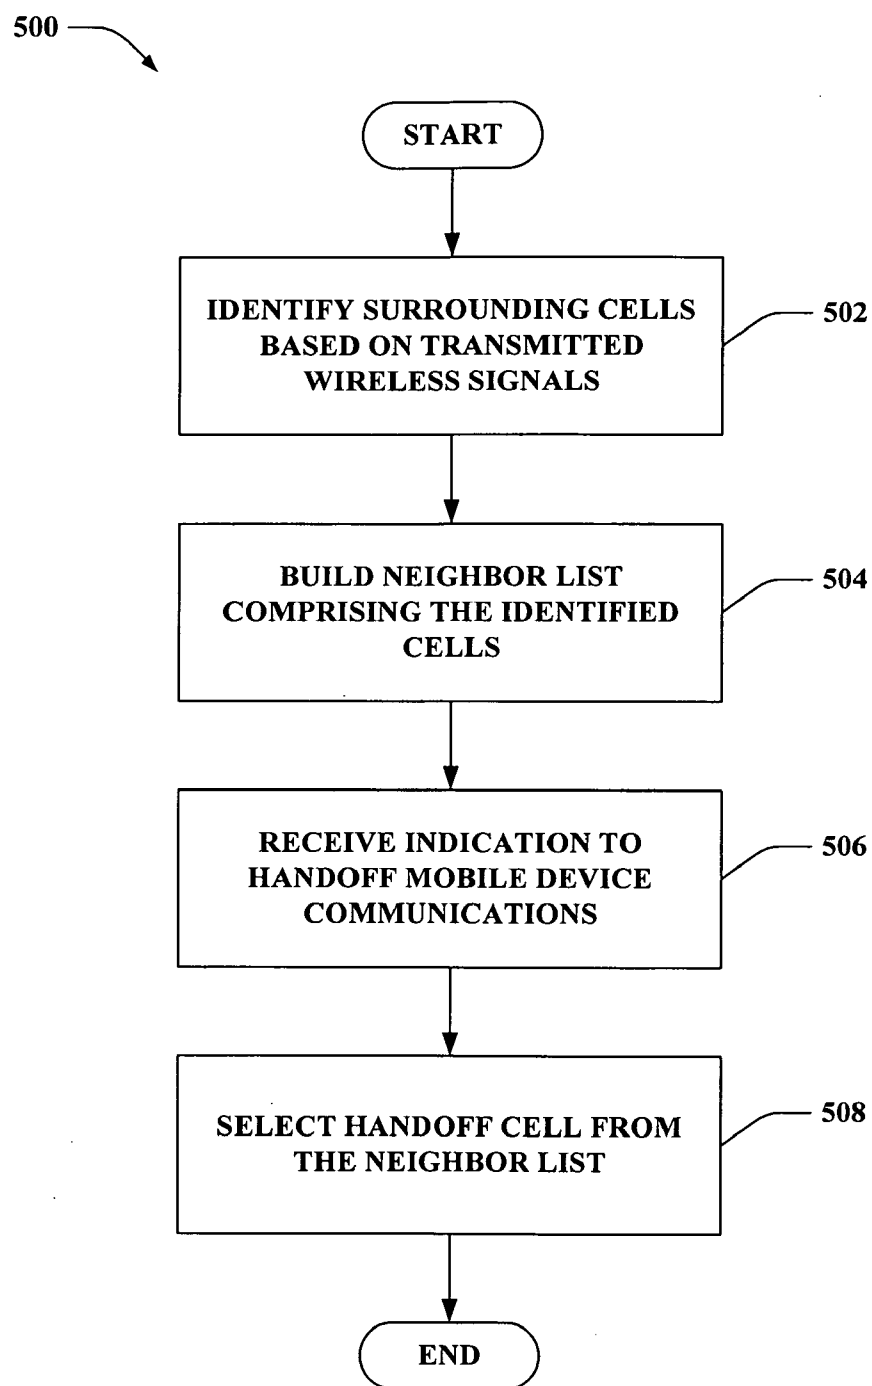 500
START
IDENTIFY SURROUNDING CELLS
BASED ON TRANSMITTED
WIRELESS SIGNALS
502
BUILD NEIGHBOR LIST
COMPRISING THE IDENTIFIED
CELLS
504
RECEIVE INDICATION TO
HANDOFF MOBILE DEVICE
COMMUNICATIONS
506
SELECT HANDOFF CELL FROM
THE NEIGHBOR LIST
508
END